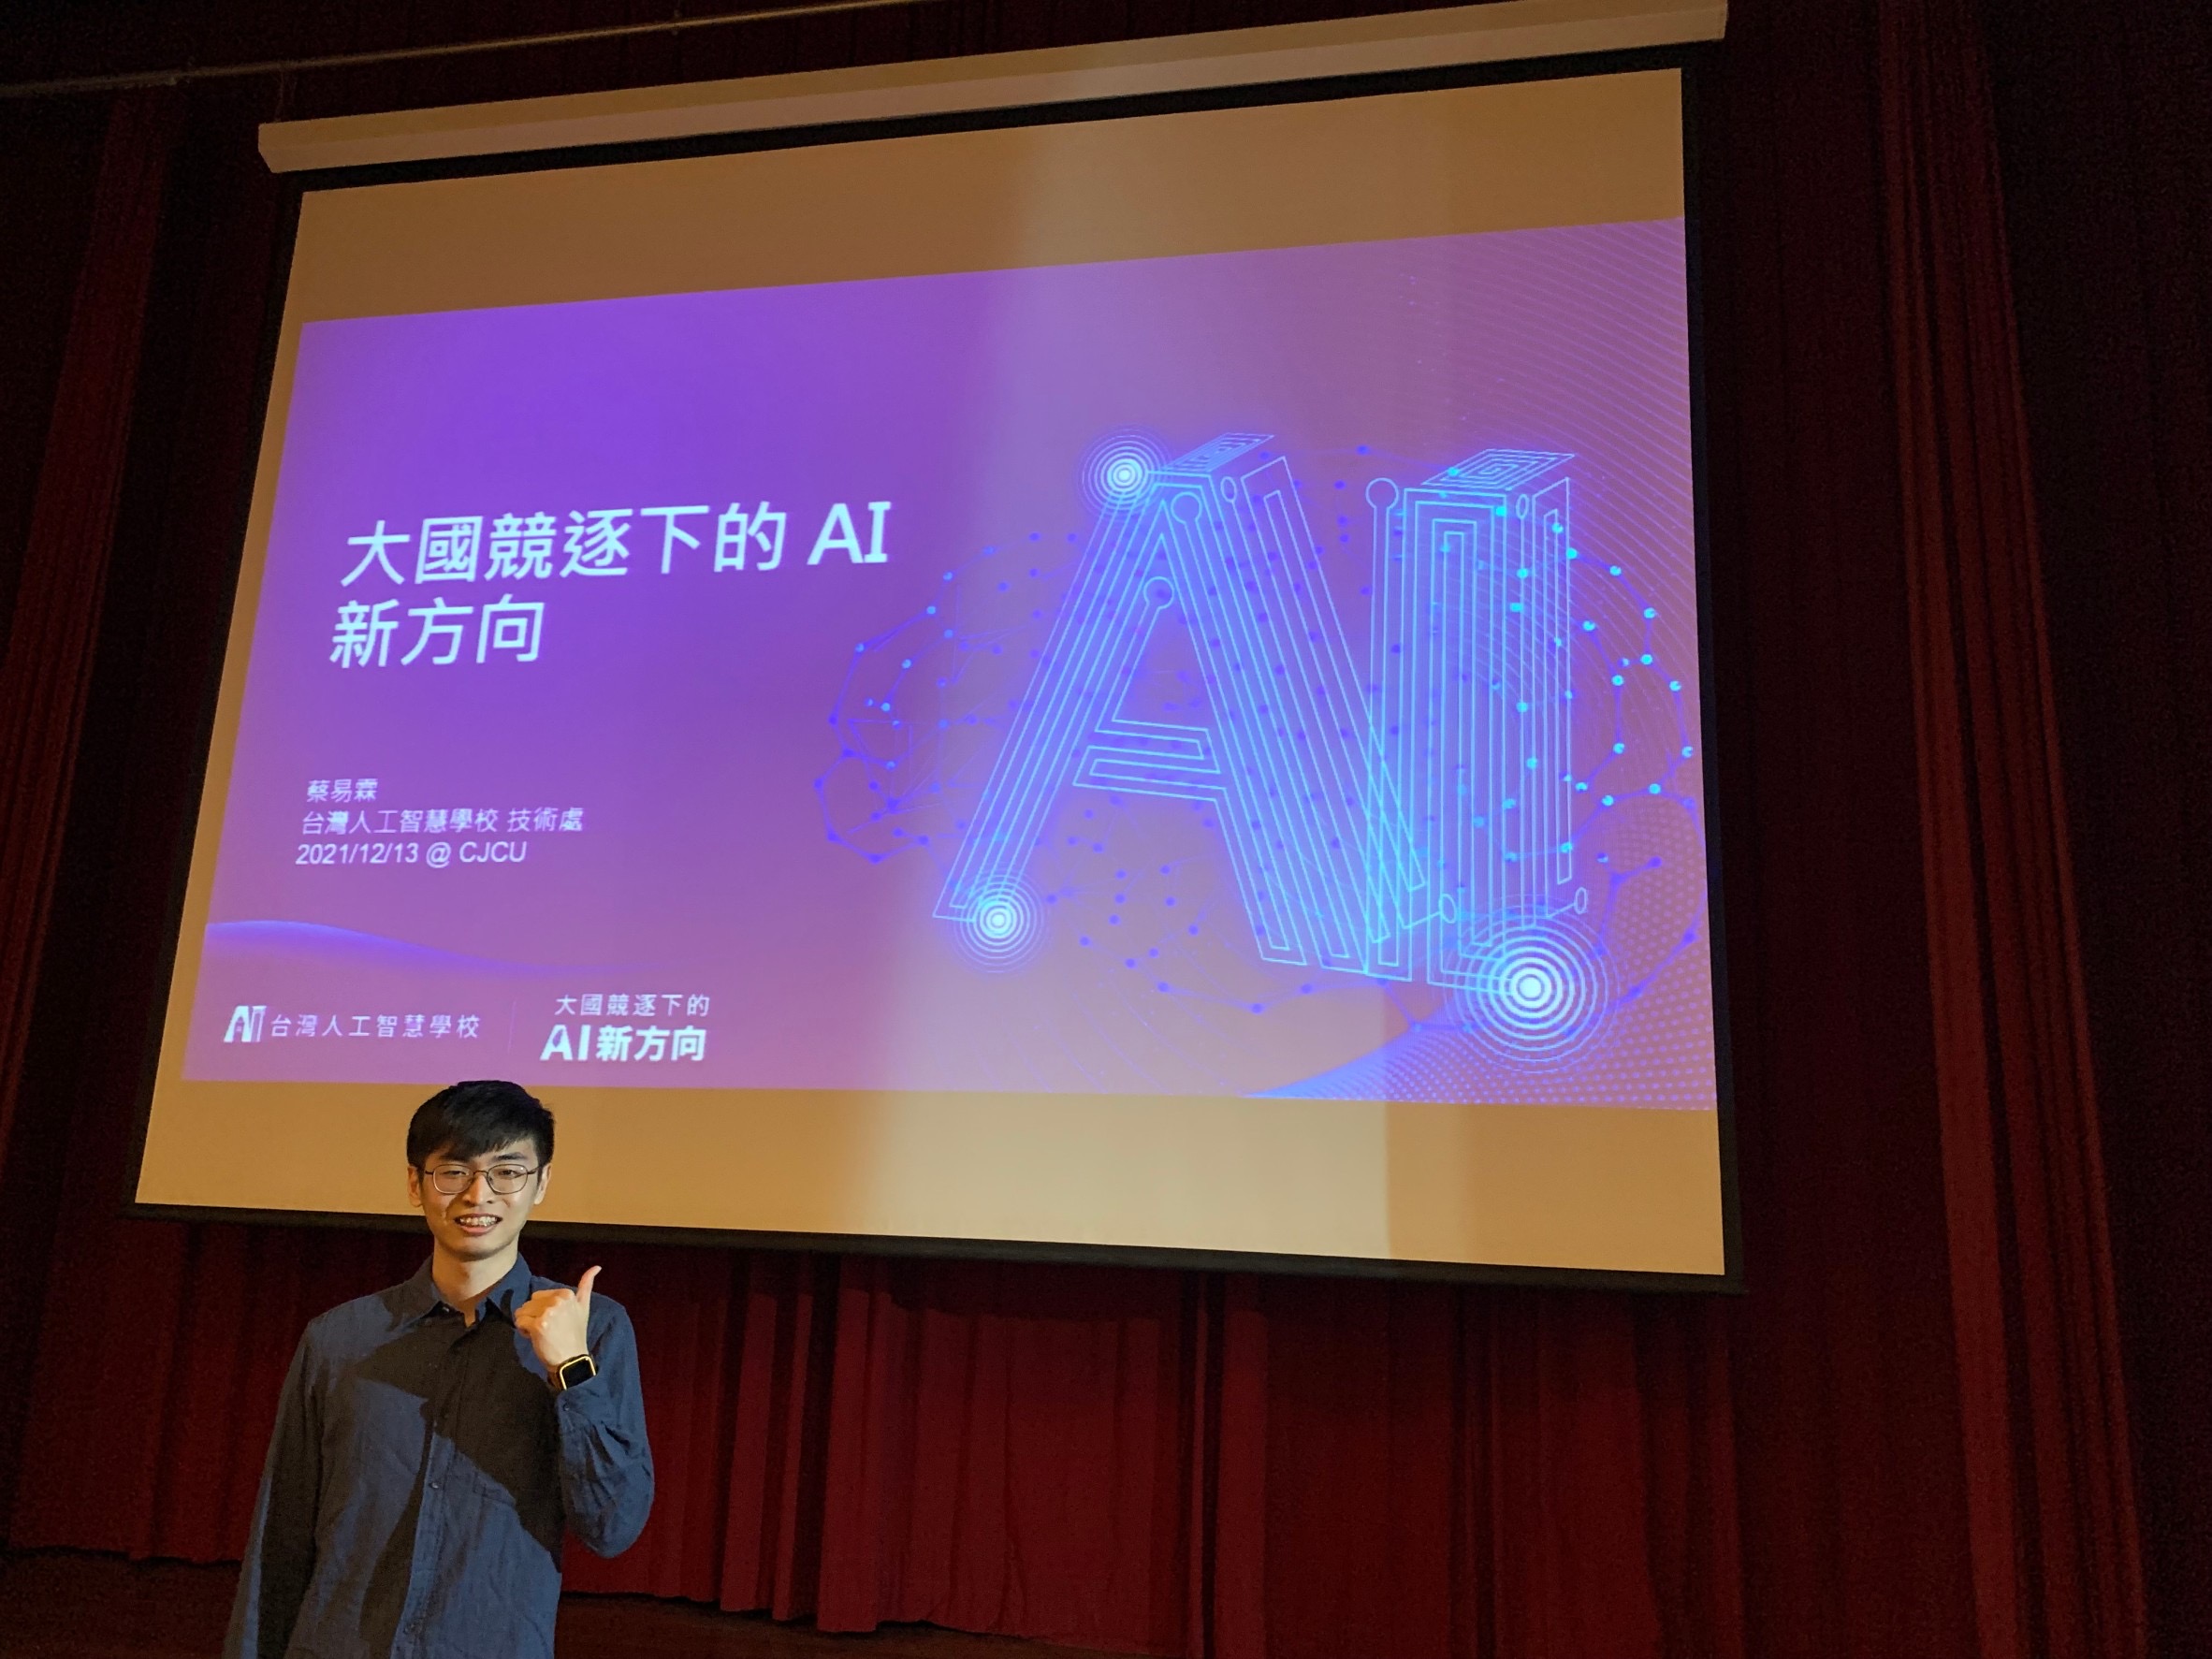 大國競逐下的 AI
新方向
蔡易霖
台灣人工智慧學校 技術處
2021/12/13 @ CJCU
AI 台灣人工智慧學校
大國競逐下的
AI新方向
AI